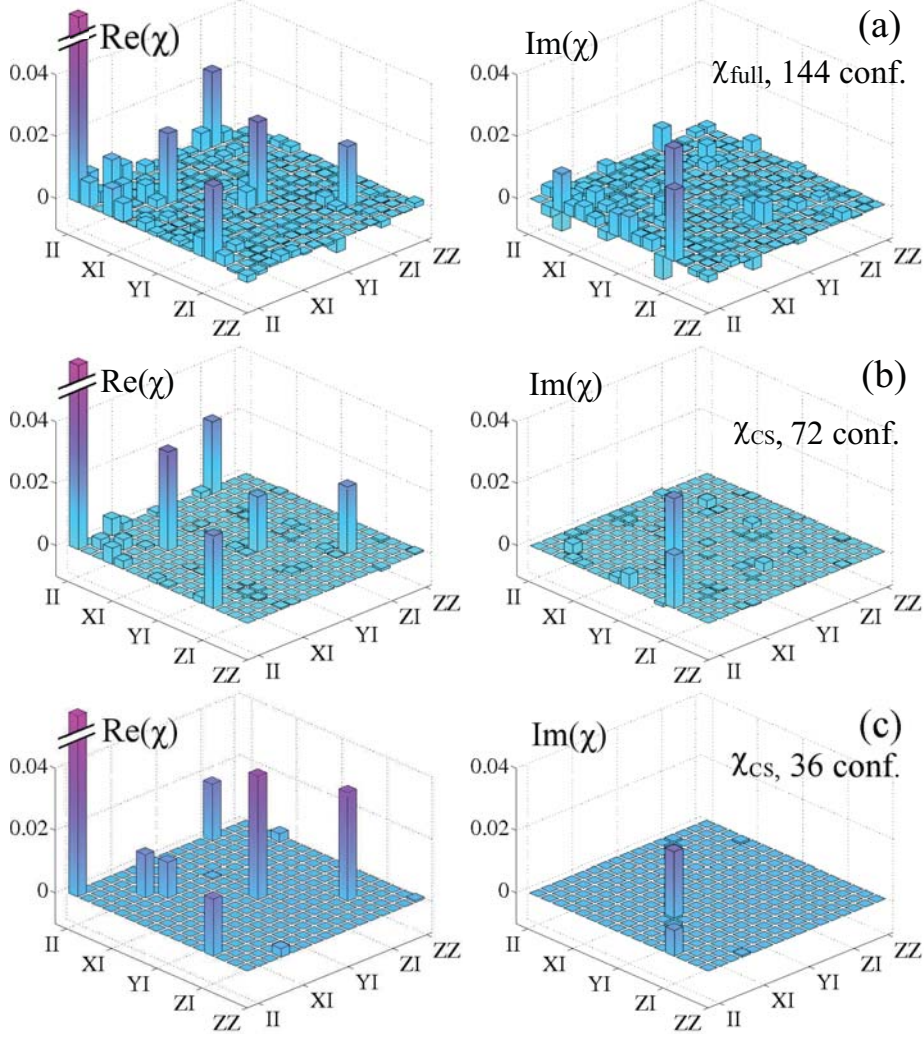 Re(χ) Im(χ) (a)
χfull, 144 conf.
0.04 0.04
0.02 0.02
0 0
II ZZ II ZZ
XI ZI XI ZI
YI YI YI YI
ZI XI ZI XI
ZZ II ZZ II
Re(χ) Im(χ) (b)
χCS, 72 conf.
0.04 0.04
0.02 0.02
0 0
II ZZ II ZZ
XI ZI XI ZI
YI YI YI YI
ZI XI ZI XI
ZZ II ZZ II
Re(χ) Im(χ) (c)
χCS, 36 conf.
0.04 0.04
0.02 0.02
0 0
II ZZ II ZZ
XI ZI XI ZI
YI YI YI YI
ZI XI ZI XI
ZZ II ZZ II